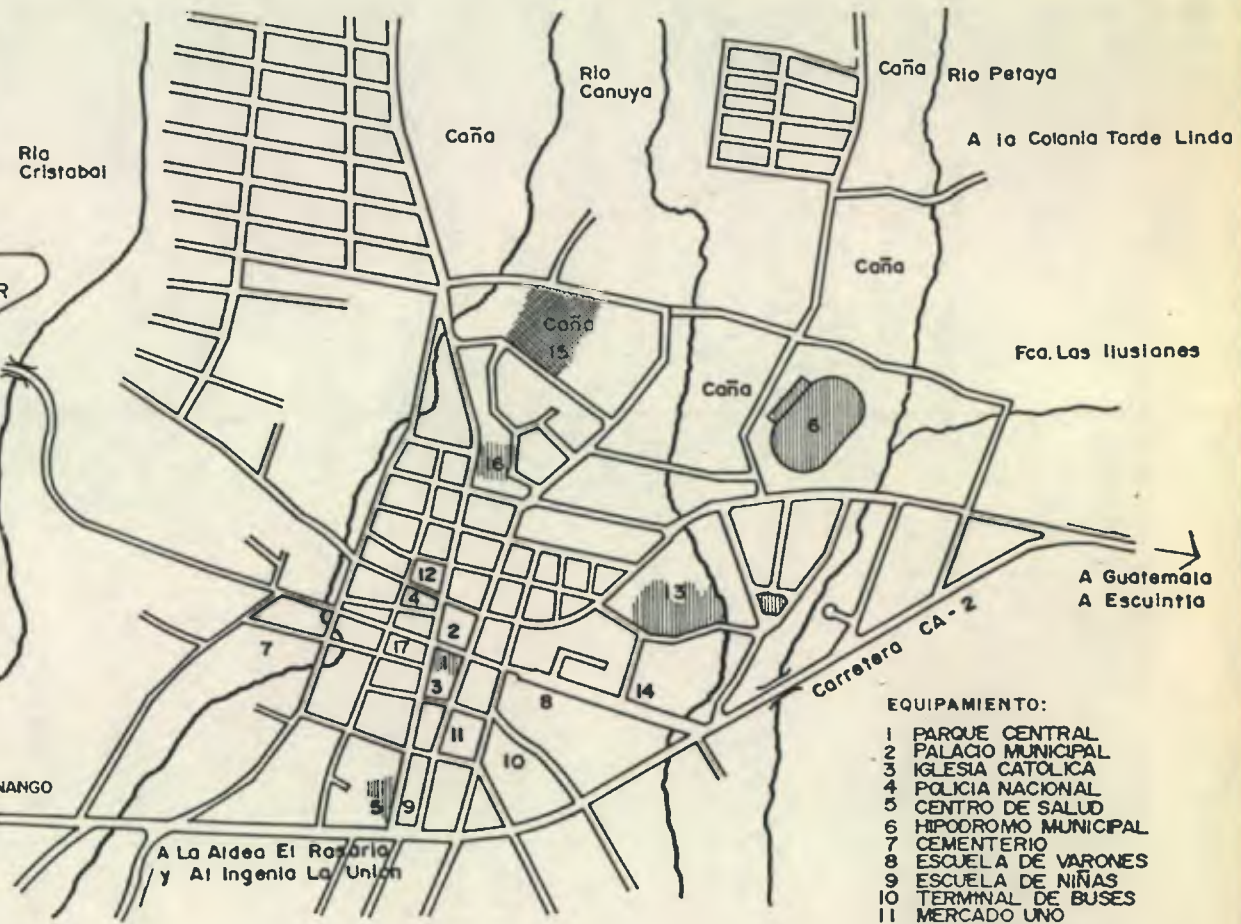 Caña
Rio Petaya
Rio
Canuya
Caña
A la Colonia Tarde Linda
Ria
Cristobal
Caña
R
Caña
15
Fca. Las Ilusianes
Caña
6
16
12
4
13
A Guatemala
A Escuintla
2
7
17
1
Carretera CA-2
3
14
8
11
10
NANGO
5
9
A La Aldea El Rosario
y Al Ingenia La Union
EQUIPAMIENTO:
1 PARQUE CENTRAL
2 PALACIO MUNICIPAL
3 IGLESIA CATOLICA
4 POLICIA NACIONAL
5 CENTRO DE SALUD
6 HIPODROMO MUNICIPAL
7 CEMENTERIO
8 ESCUELA DE VARONES
9 ESCUELA DE NIÑAS
10 TERMINAL DE BUSES
11 MERCADO UNO